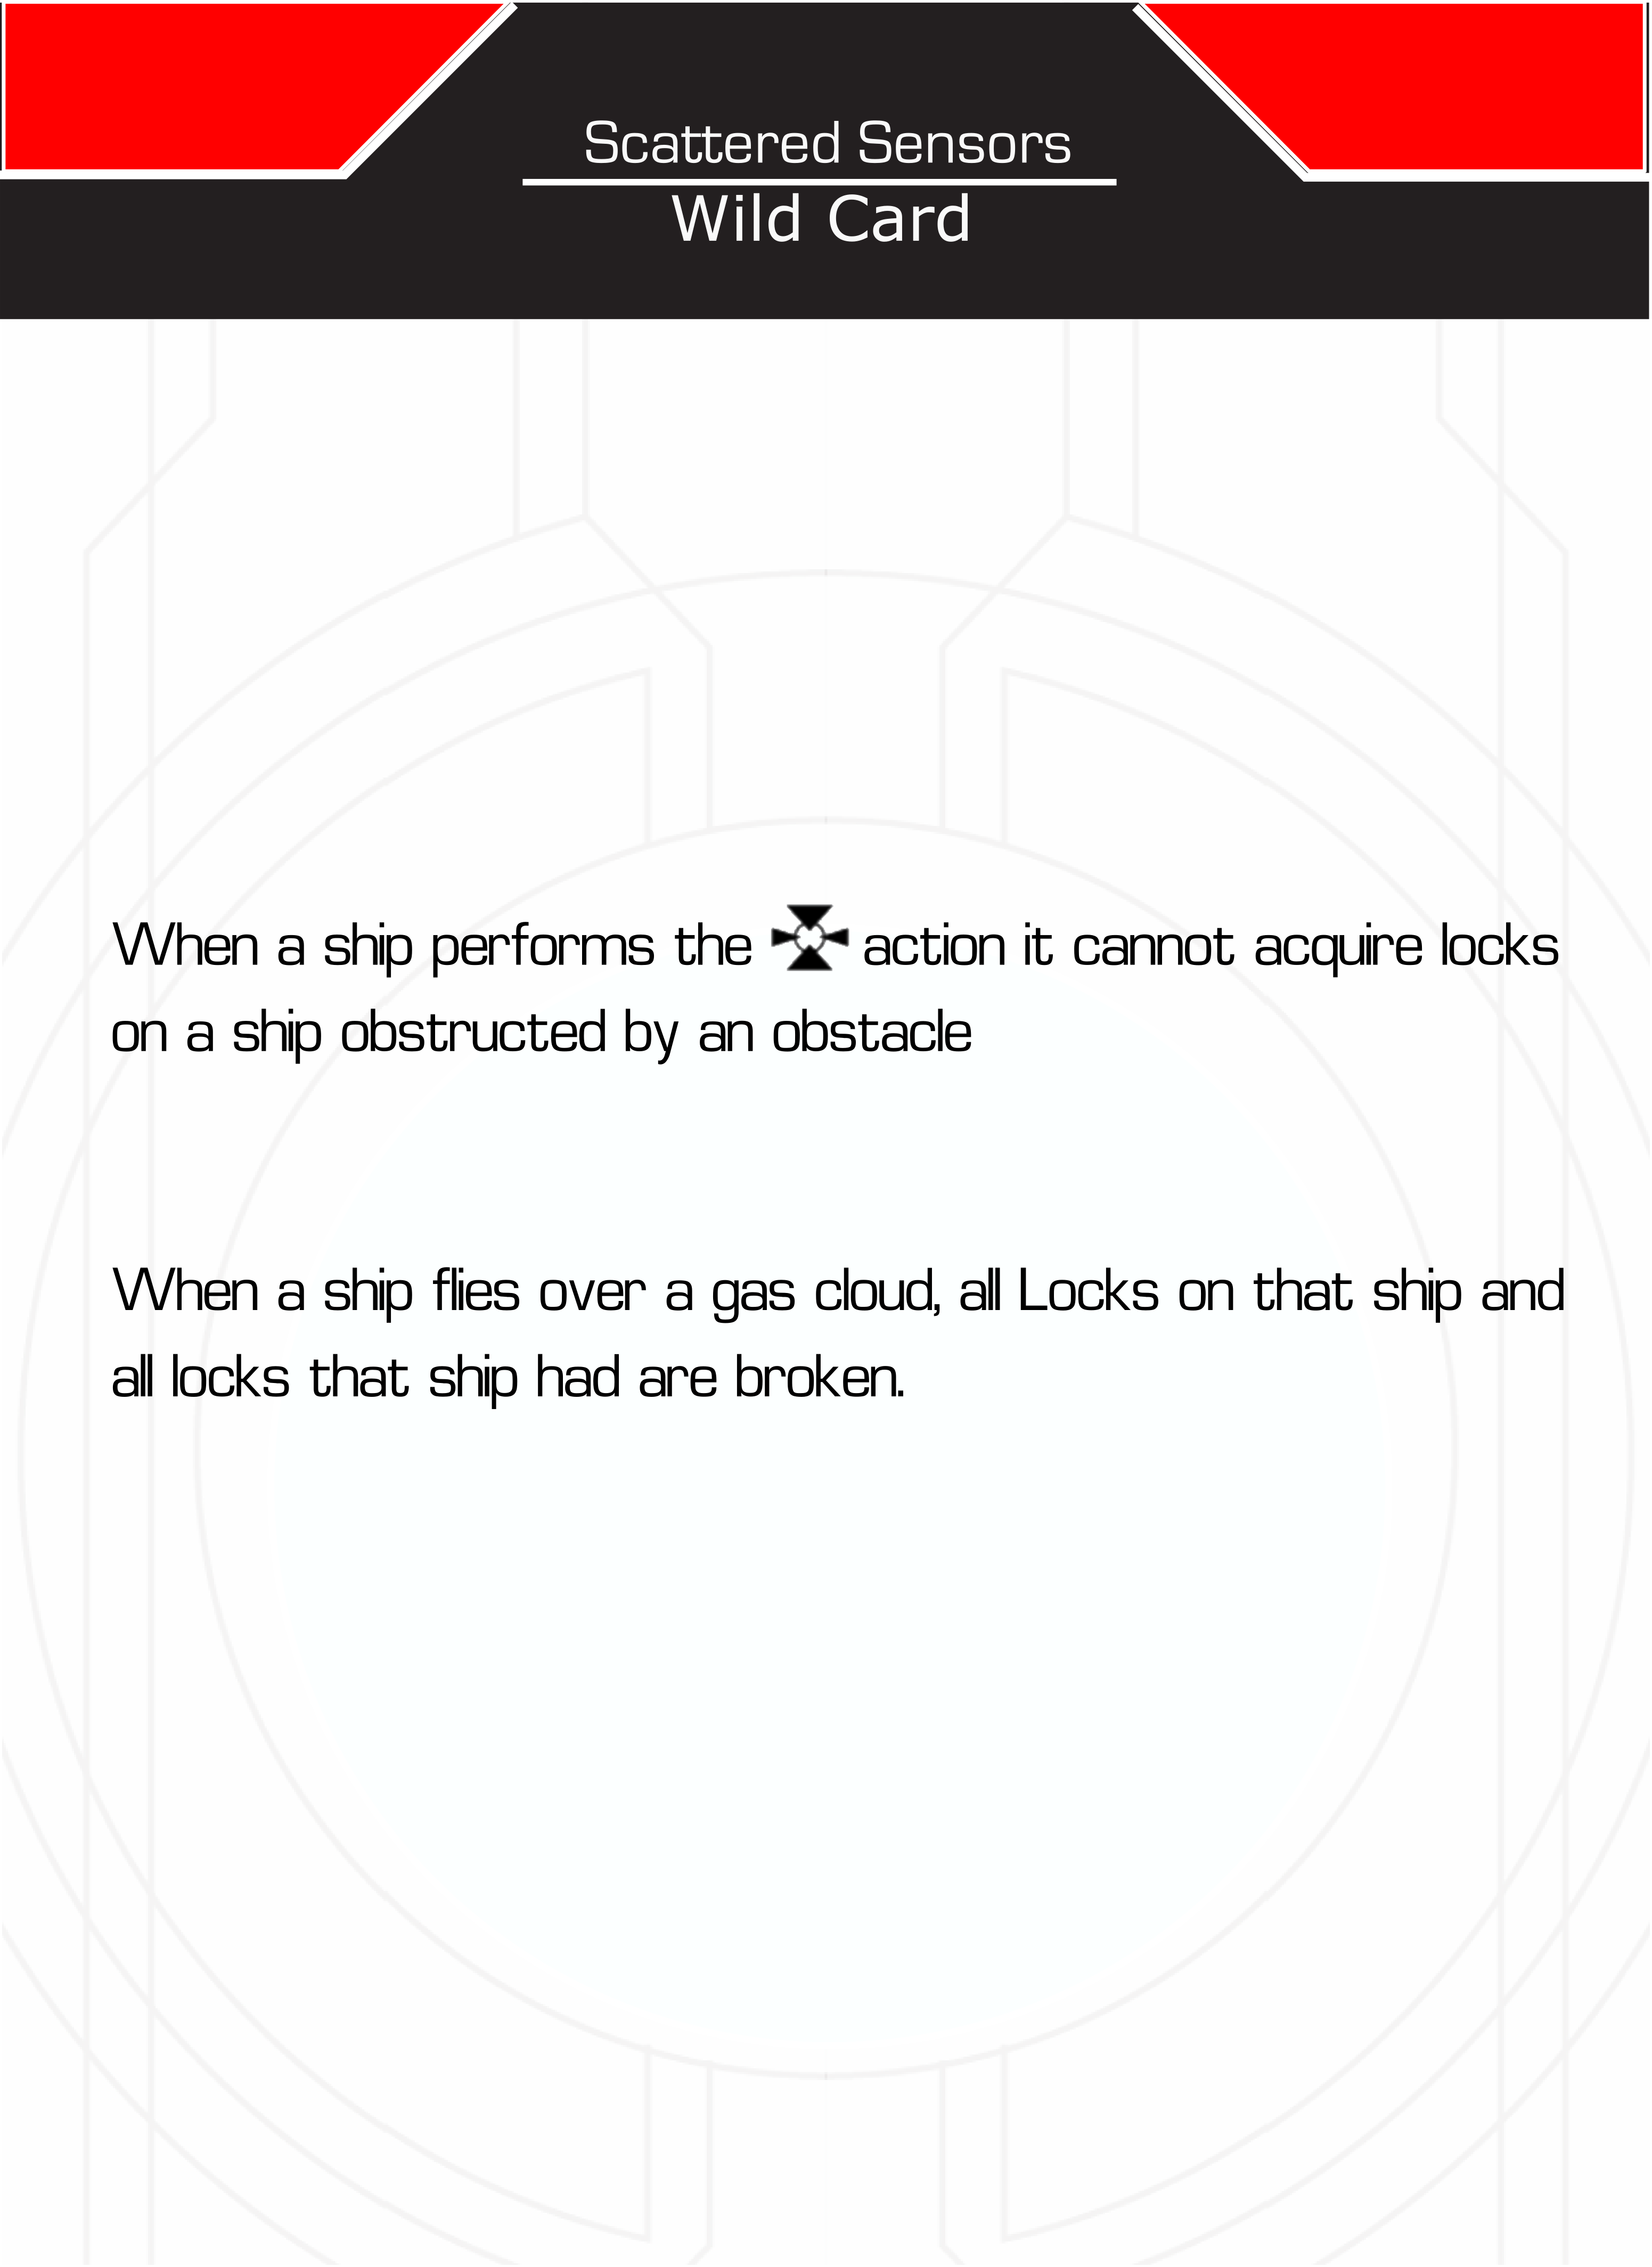 Scattered Sensors
Wild Card
When a ship performs the action it cannot acquire locks
on a ship obstructed by an obstacle
When a ship flies over a gas cloud, all Locks on that ship and
all locks that ship had are broken.